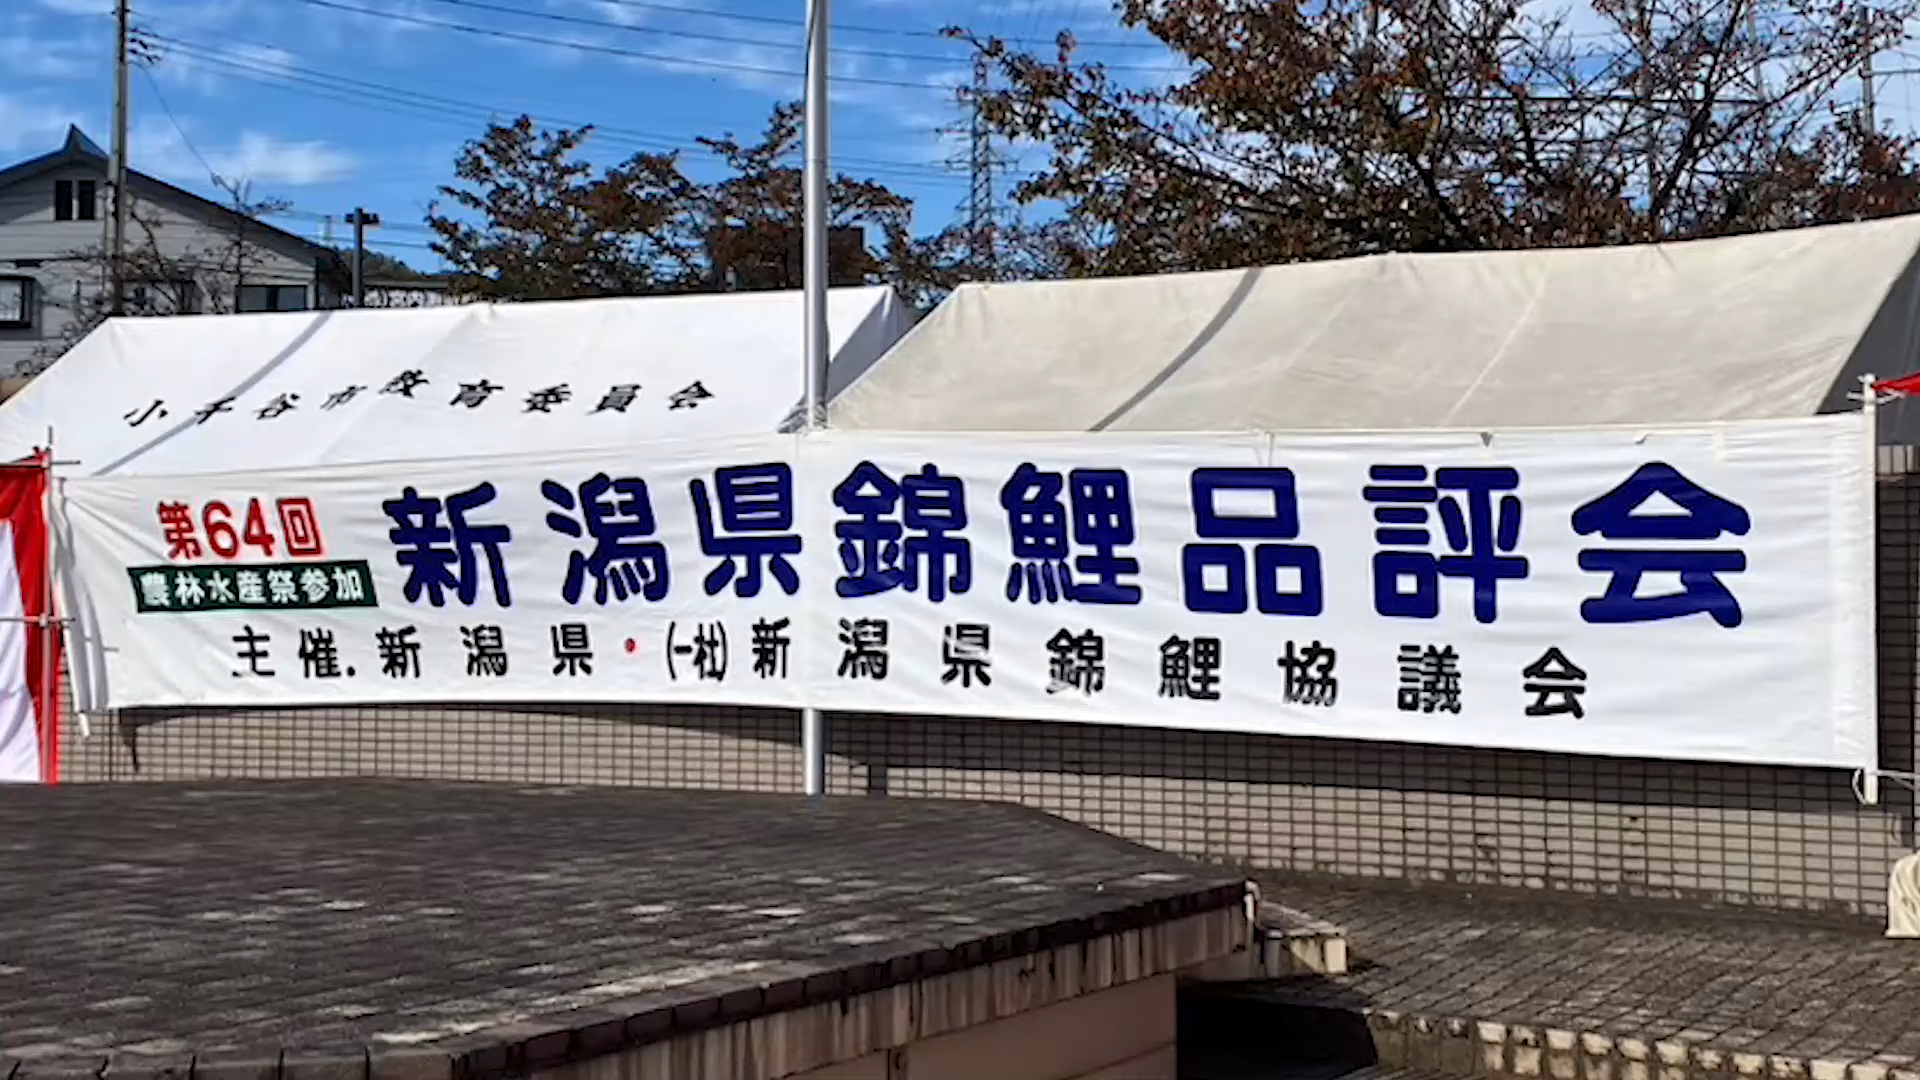 小千谷市教育委員会
第64回
農林水産祭参加
新潟県錦鯉品評会
主催.新潟県・(一社)新潟県錦鯉協議会